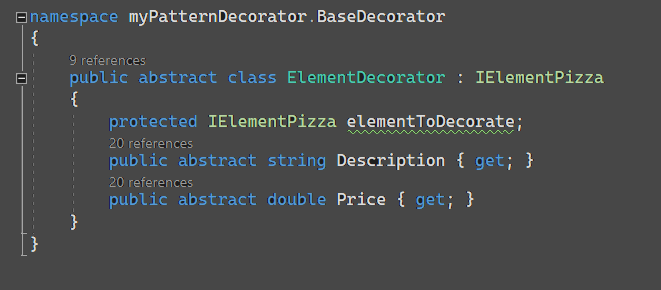 namespace myPatternDecorator.BaseDecorator
{
9 references
public abstract class ElementDecorator : IElementPizza
{
protected IElementPizza elementToDecorate;
20 references
public abstract string Description { get; }
20 references
public abstract double Price { get; }
}
}